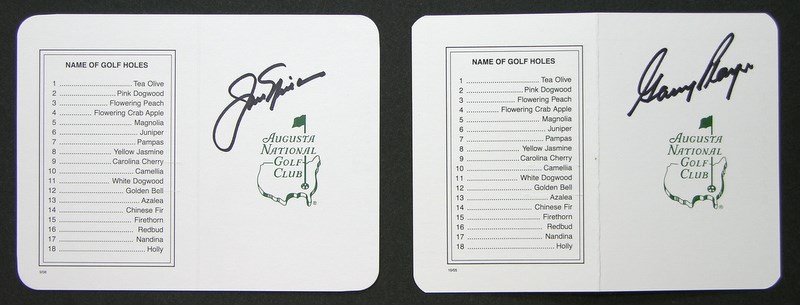 NAME OF GOLF HOLES
1 Tea Olive
2 Pink Dogwood
3 Flowering Peach
4 Flowering Crab Apple
5 Magnolia
6 Juniper
7 Pampas
8 Yellow Jasmine
9 Carolina Cherry
10 Camellia
11 White Dogwood
12 Golden Bell
13 Azalea
14 Chinese Fir
15 Firethorn
16 Redbud
17 Nandina
18 Holly
AUGUSTA
NATIONAL
GOLF
CLUB
®
NAME OF GOLF HOLES
1 Tea Olive
2 Pink Dogwood
3 Flowering Peach
4 Flowering Crab Apple
5 Magnolia
6 Juniper
7 Pampas
8 Yellow Jasmine
9 Carolina Cherry
10 Camellia
11 White Dogwood
12 Golden Bell
13 Azalea
14 Chinese Fir
15 Firethorn
16 Redbud
17 Nandina
18 Holly
Gary Player
AUGUSTA
NATIONAL
GOLF
CLUB
®